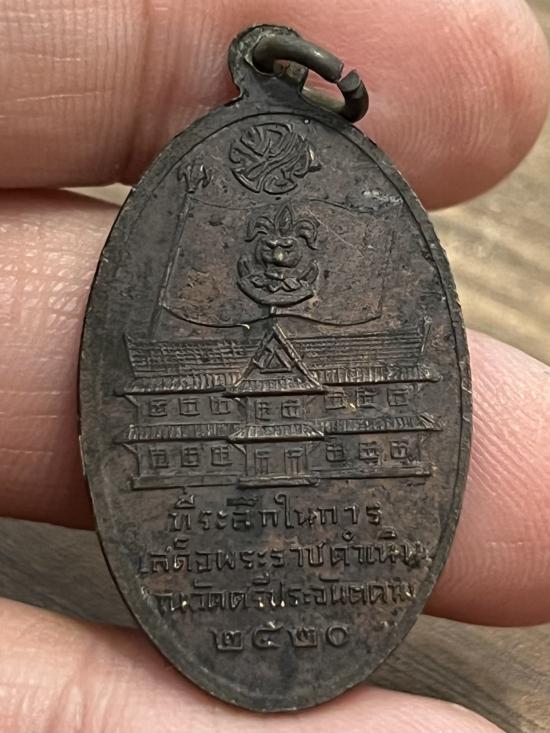 ที่ระลึกในการ
เสด็จพระราชดำเนิน
ณวัดศรีประจันตคาม
๒๕๒๐